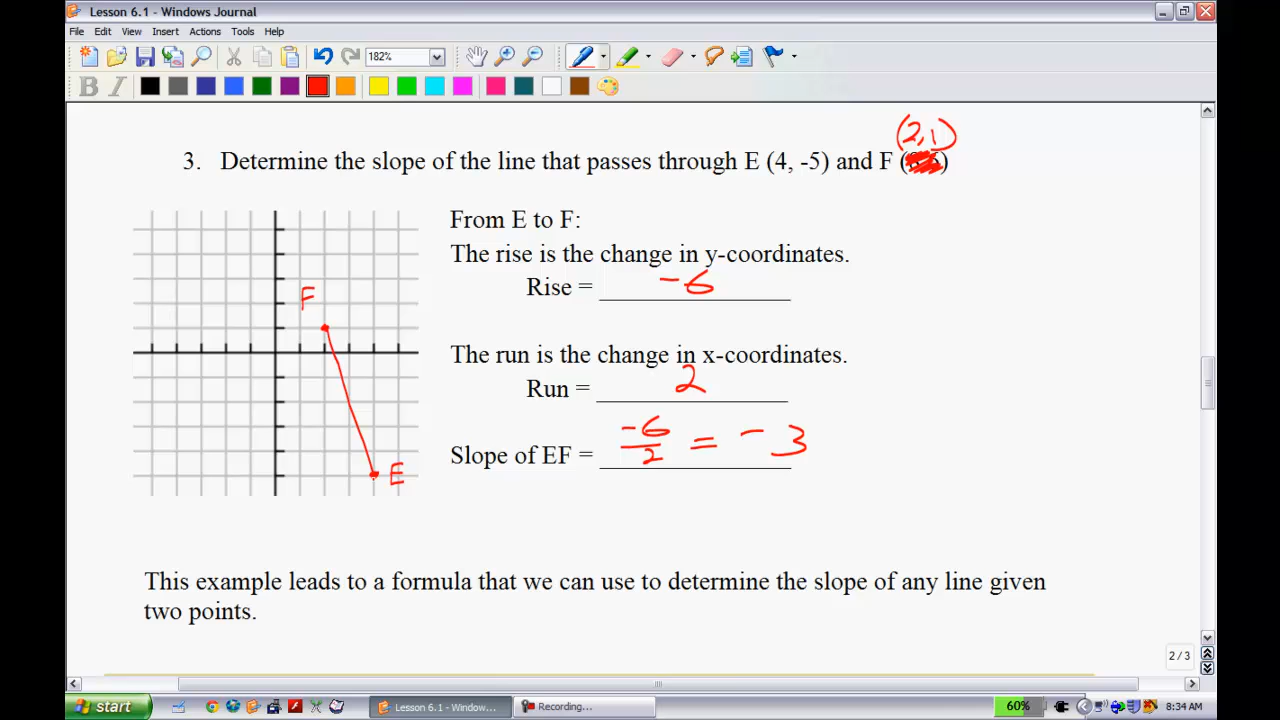 Lesson 6.1 - Windows Journal
File Edit View Insert Actions Tools Help
182%
B I
(2,1)
3. Determine the slope of the line that passes through E (4, -5) and F ( )
From E to F:
The rise is the change in y-coordinates.
Rise = -6
F
The run is the change in x-coordinates.
Run = 2
Slope of EF = -6/2 = -3
E
This example leads to a formula that we can use to determine the slope of any line given
two points.
2/3
start
Lesson 6.1 - Window...
Recording...
60%
8:34 AM